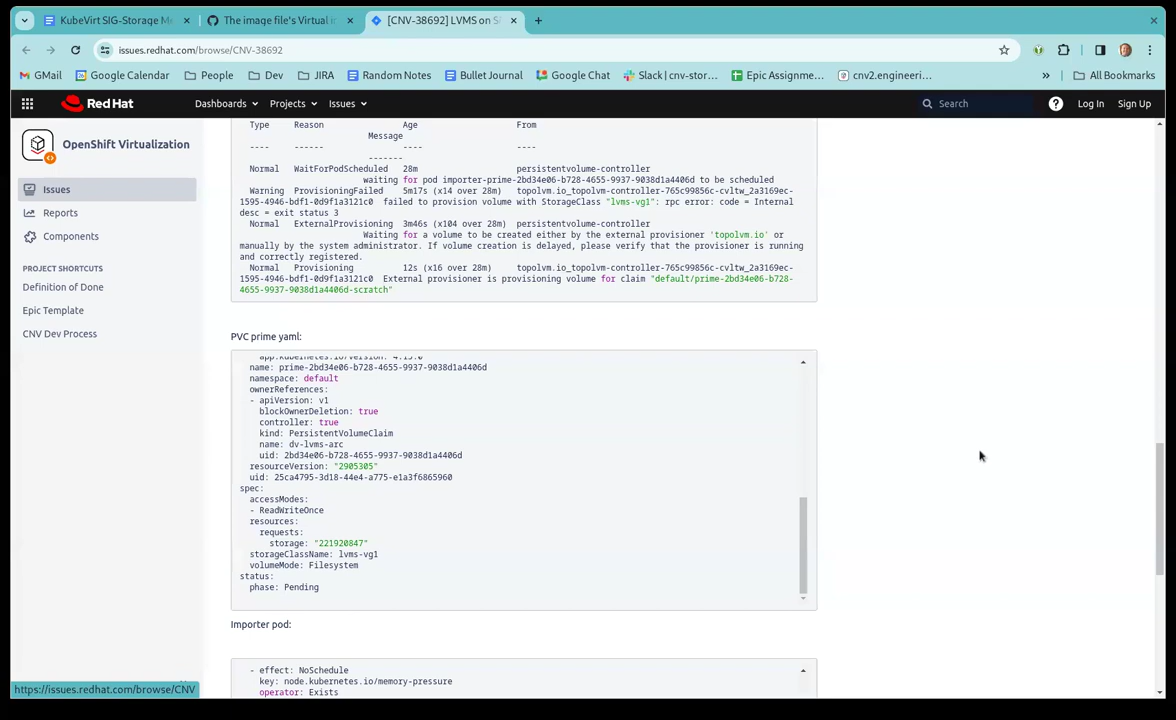 KubeVirt SIG-Storage M
The image file's Virtual i
[CNV-38692] LVMS on S
issues.redhat.com/browse/CNV-38692
GMail
Google Calendar
People
Dev
JIRA
Random Notes
Bullet Journal
Google Chat
Slack | cnv-stor...
Epic Assignme...
cnv2.engineeri...
»
All Bookmarks
Red Hat
Dashboards
Projects
Issues
Search
Log In
Sign Up
OpenShift Virtualization
Issues
Reports
Components
PROJECT SHORTCUTS
Definition of Done
Epic Template
CNV Dev Process
Type Reason Age From
Message
---- ------ ---- ----
-------
Normal WaitForPodScheduled 28m persistentvolume-controller
waiting for pod importer-prime-2bd34e06-b728-4655-9937-9038d1a4406d to be scheduled
Warning ProvisioningFailed 5m17s (x14 over 28m) topolvm.io_topolvm-controller-765c99856c-cvltw_2a3169ec-
1595-4946-bdf1-0d9f1a3121c0 failed to provision volume with StorageClass "lvms-vg1": rpc error: code = Internal
desc = exit status 3
Normal ExternalProvisioning 3m46s (x104 over 28m) persistentvolume-controller
Waiting for a volume to be created either by the external provisioner 'topolvm.io' or
manually by the system administrator. If volume creation is delayed, please verify that the provisioner is running
and correctly registered.
Normal Provisioning 12s (x16 over 28m) topolvm.io_topolvm-controller-765c99856c-cvltw_2a3169ec-
1595-4946-bdf1-0d9f1a3121c0 External provisioner is provisioning volume for claim "default/prime-2bd34e06-b728-
4655-9937-9038d1a4406d-scratch"
PVC prime yaml:
app.kubernetes.io/version: 4.15.0
name: prime-2bd34e06-b728-4655-9937-9038d1a4406d
namespace: default
ownerReferences:
- apiVersion: v1
blockOwnerDeletion: true
controller: true
kind: PersistentVolumeClaim
name: dv-lvms-arc
uid: 2bd34e06-b728-4655-9937-9038d1a4406d
resourceVersion: "2905305"
uid: 25ca4795-3d18-44e4-a775-e1a3f6865960
spec:
accessModes:
- ReadWriteOnce
resources:
requests:
storage: "221920847"
storageClassName: lvms-vg1
volumeMode: Filesystem
status:
phase: Pending
Importer pod:
- effect: NoSchedule
key: node.kubernetes.io/memory-pressure
operator: Exists
https://issues.redhat.com/browse/CNV